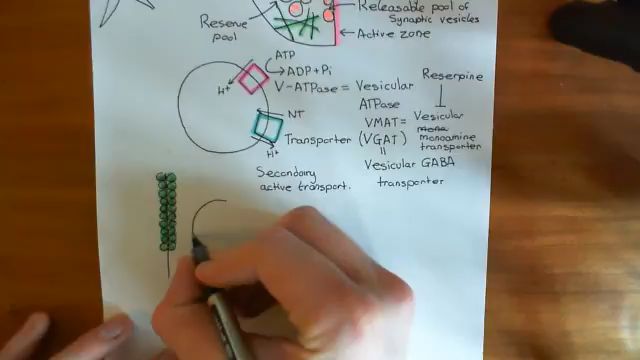 Releasable pool of
Synaptic vesicles
Reserve
pool
Active zone
ATP
ADP+Pi
H+
V-ATPase = Vesicular
ATPase
Reserpine
NT
VMAT = Vesicular
mono
monoamine
transporter
Transporter (VGAT)
H+
=
Vesicular GABA
transporter
Secondary
active transport.